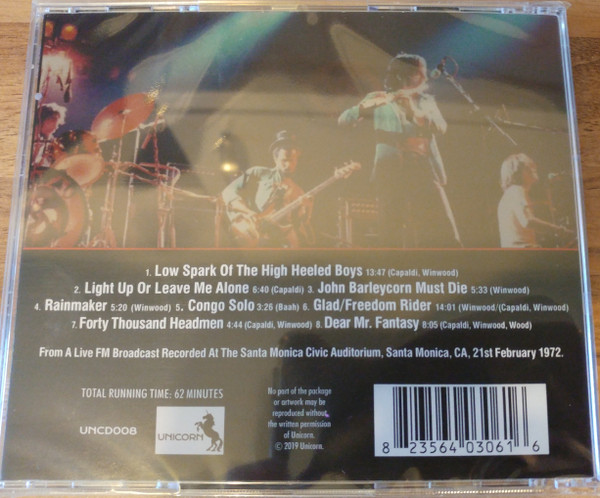 1. Low Spark Of The High Heeled Boys 13:47 (Capaldi, Winwood)
2. Light Up Or Leave Me Alone 6:40 (Capaldi) 3. John Barleycorn Must Die 5:33 (Winwood)
4. Rainmaker 5:20 (Winwood) 5. Congo Solo 3:26 (Baah) 6. Glad/Freedom Rider 14:01 (Winwood/(Capaldi, Winwood)
7. Forty Thousand Headmen 4:44 (Capaldi, Winwood) 8. Dear Mr. Fantasy 8:05 (Capaldi, Winwood, Wood)
From A Live FM Broadcast Recorded At The Santa Monica Civic Auditorium, Santa Monica, CA, 21st February 1972.
TOTAL RUNNING TIME: 62 MINUTES
UNCD008
UNICORN
No part of the package
or artwork may be
reproduced without
the written permission
of Unicorn.
© 2019 Unicorn.
8 23564 03061 6